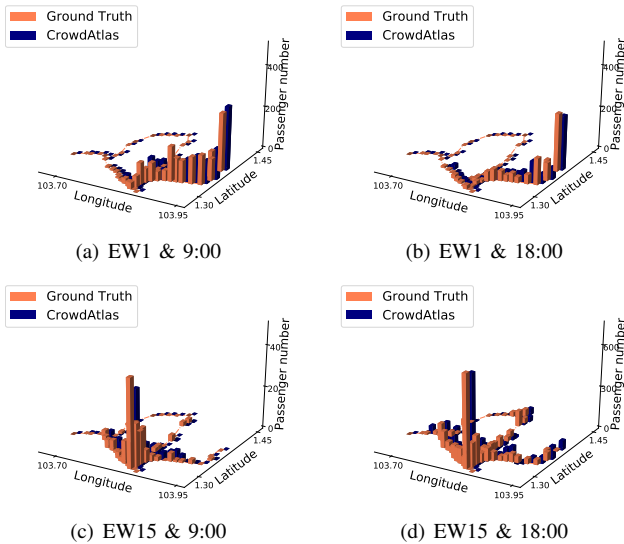 Ground Truth
CrowdAtlas
400
200
0
Passenger number
103.70
Longitude
103.95
1.30
Latitude
1.45
(a) EW1 & 9:00
Ground Truth
CrowdAtlas
400
200
0
Passenger number
103.70
Longitude
103.95
1.30
Latitude
1.45
(b) EW1 & 18:00
Ground Truth
CrowdAtlas
40
20
0
Passenger number
103.70
Longitude
103.95
1.30
Latitude
1.45
(c) EW15 & 9:00
Ground Truth
CrowdAtlas
300
0
Passenger number
103.70
Longitude
103.95
1.30
Latitude
1.45
(d) EW15 & 18:00